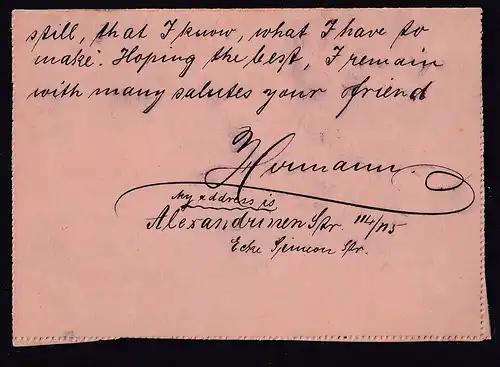 still, that I know, what I have to
make. Hoping the best, I remain
with many salutes your friend
Hermann.
My address is
Alexandrinen Str. 114/115
Ecke Simeon Str.